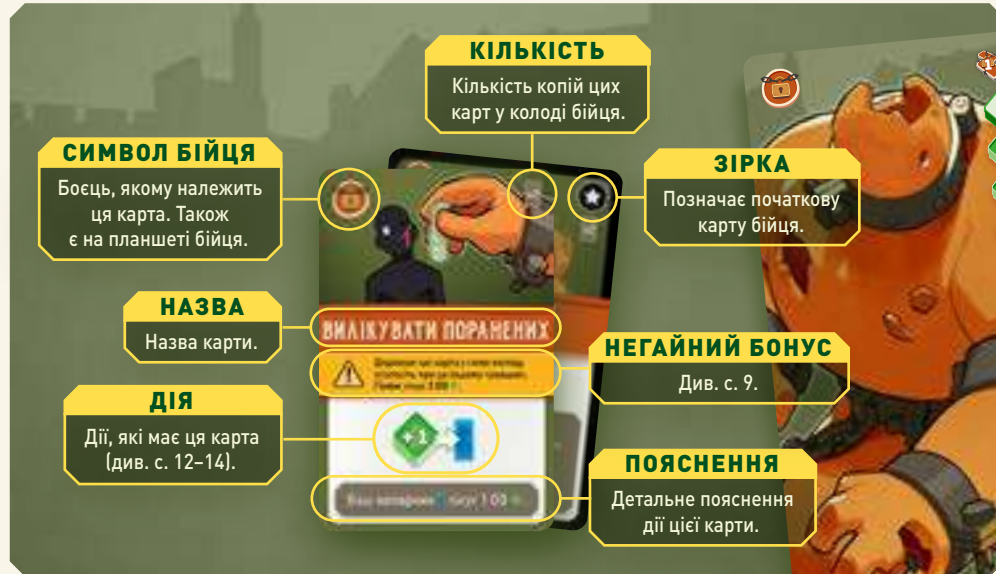 КІЛЬКІСТЬ
Кількість копій цих
карт у колоді бійця.
СИМВОЛ БІЙЦЯ
Боєць, якому належить
ця карта. Також
є на планшеті бійця.
ЗІРКА
Позначає початкову
карту бійця.
НАЗВА
Назва карти.
ВИЛІКУВАТИ ПОРАНЕНИХ
НЕГАЙНИЙ БОНУС
Див. с. 9.
ДІЯ
Дії, які має ця карта
(див. с. 12–14).
+1
ПОЯСНЕННЯ
Детальне пояснення
дії цієї карти.